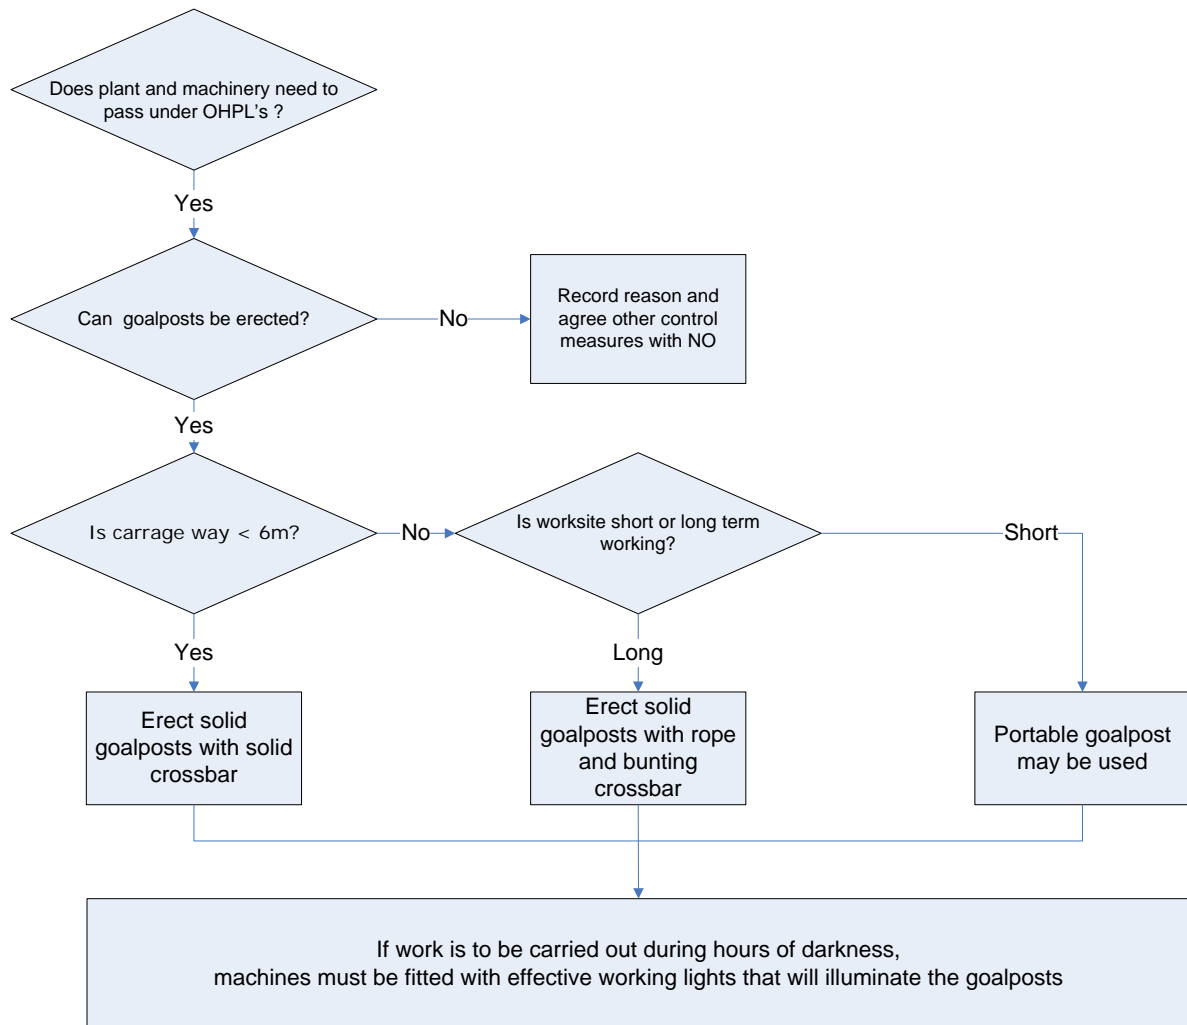 Does plant and machinery need to
pass under OHPL's ?
Yes
Can goalposts be erected?
No
Record reason and
agree other control
measures with NO
Yes
Is carrage way < 6m?
No
Is worksite short or long term
working?
Short
Yes
Long
Erect solid
goalposts with solid
crossbar
Erect solid
goalposts with rope
and bunting
crossbar
Portable goalpost
may be used
If work is to be carried out during hours of darkness,
machines must be fitted with effective working lights that will illuminate the goalposts